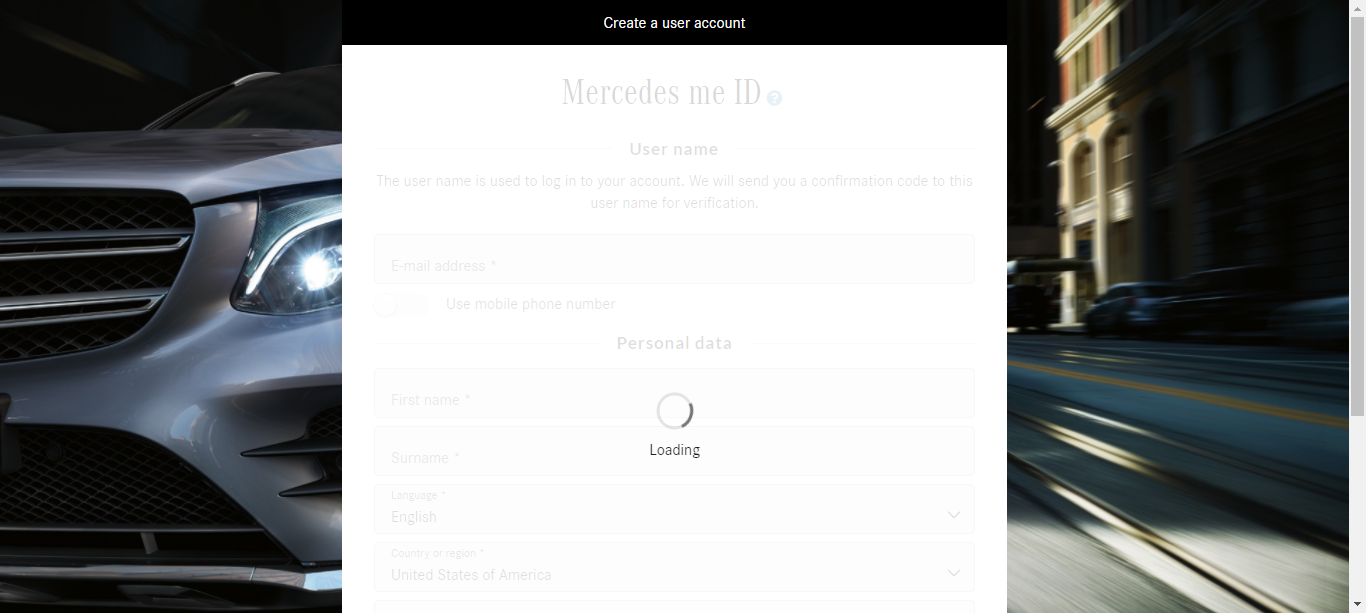 Create a user account
Mercedes me ID ?
User name
The user name is used to log in to your account. We will send you a confirmation code to this
user name for verification.
E-mail address *
Use mobile phone number
Personal data
First name *
Loading
Surname *
Language *
English
Country or region *
United States of America